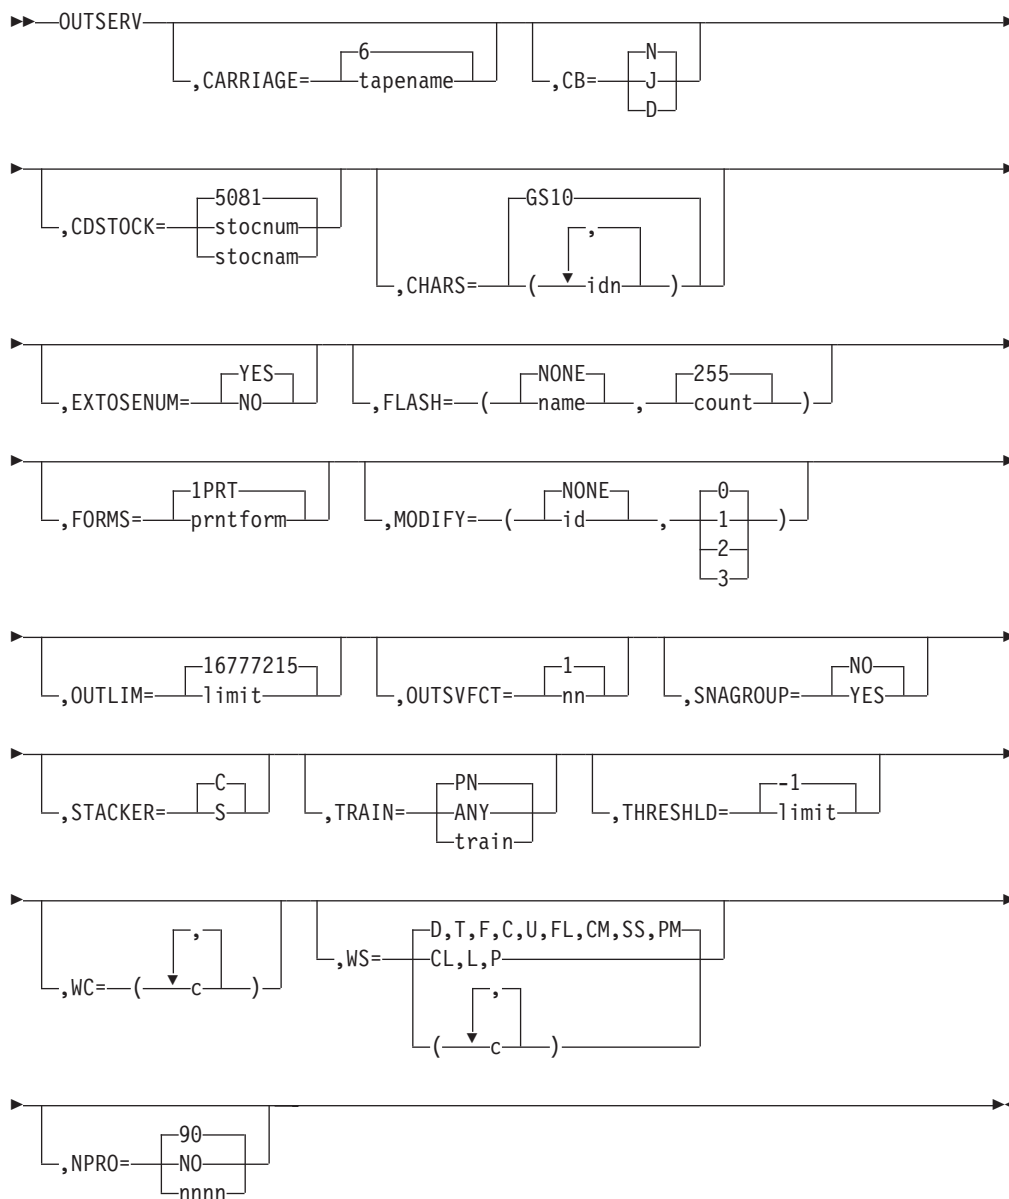 OUTSERV
6
,CARRIAGE= tapename
N
,CB= J
D
5081
,CDSTOCK= stocnum
stocnam
GS10
,
,CHARS= ( idn )
YES
,EXTOSENUM= NO
NONE 255
,FLASH= ( name , count )
1PRT
,FORMS= prntform
NONE 0
,MODIFY= ( id , 1 )
2
3
16777215
,OUTLIM= limit
1
,OUTSVFCT= nn
NO
,SNAGROUP= YES
C
,STACKER= S
PN
,TRAIN= ANY
train
-1
,THRESHLD= limit
,
,WC= ( c )
D,T,F,C,U,FL,CM,SS,PM
,WS= CL,L,P
,
( c )
90
,NPRO= NO
nnnn